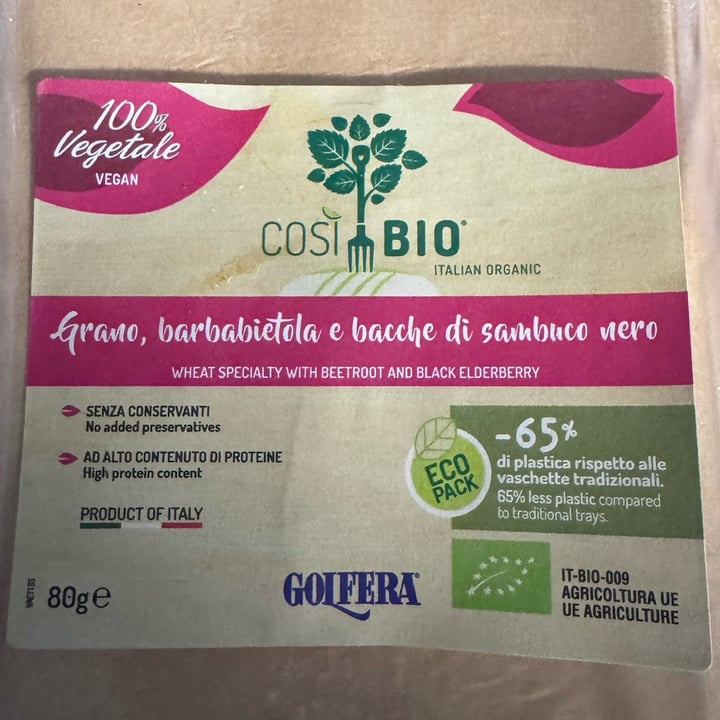 100%
Vegetale
VEGAN
COSÌ BIO®
ITALIAN ORGANIC
Grano, barbabietola e bacche di sambuco nero
WHEAT SPECIALTY WITH BEETROOT AND BLACK ELDERBERRY
SENZA CONSERVANTI
No added preservatives
AD ALTO CONTENUTO DI PROTEINE
High protein content
PRODUCT OF ITALY
ECO
PACK
-65%
di plastica rispetto alle
vaschette tradizionali.
65% less plastic compared
to traditional trays.
80g e
GOLFERA®
IT-BIO-009
AGRICOLTURA UE
UE AGRICULTURE